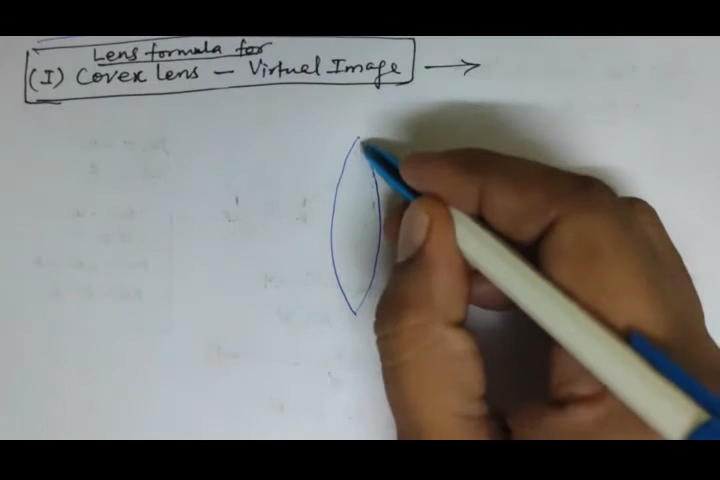 Lens formula for
(I) Covex lens – Virtual Image →